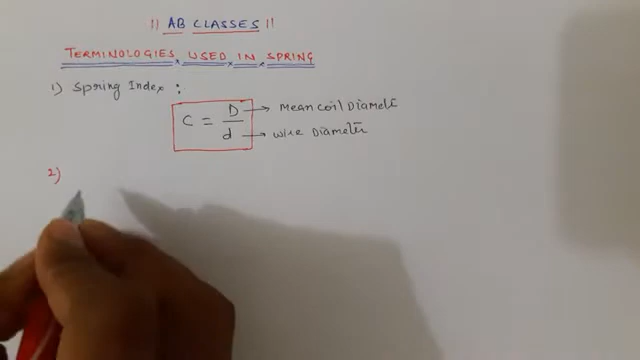 || AB CLASSES ||
TERMINOLOGIES USED IN SPRING
1) Spring Index :
C = D / d
→ Mean coil Diamete
→ wire Diameter
2)